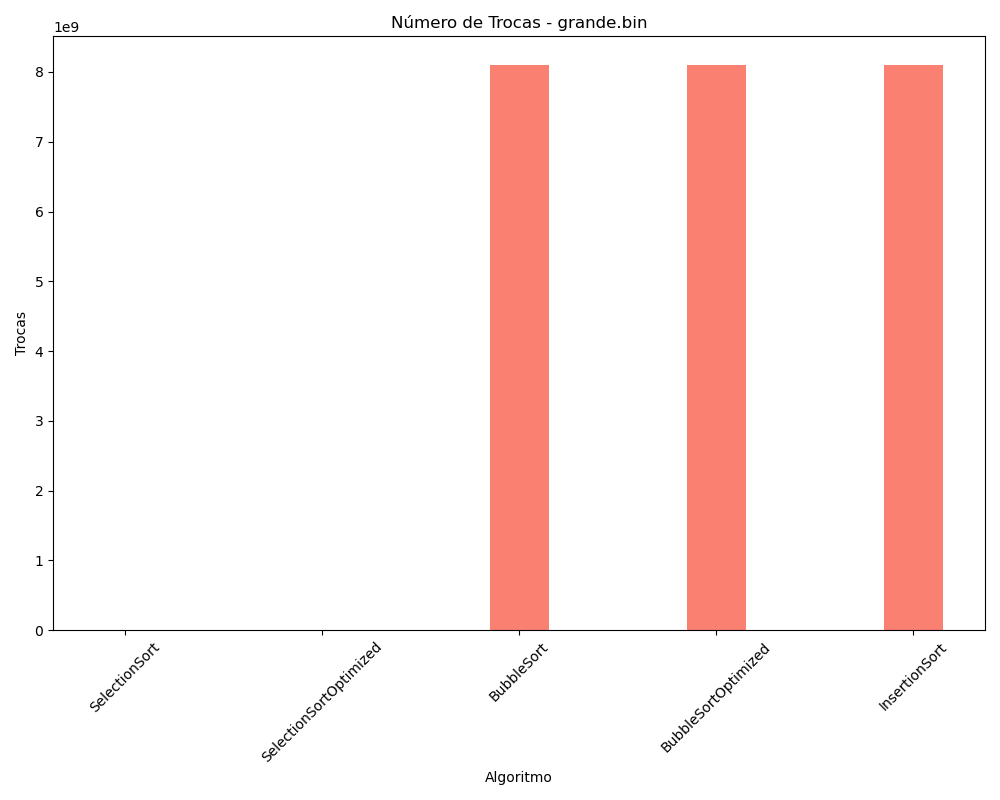 Número de Trocas - grande.bin
1e9
8
7
6
5
4
3
2
1
0
Trocas
SelectionSort
SelectionSortOptimized
BubbleSort
BubbleSortOptimized
InsertionSort
Algoritmo